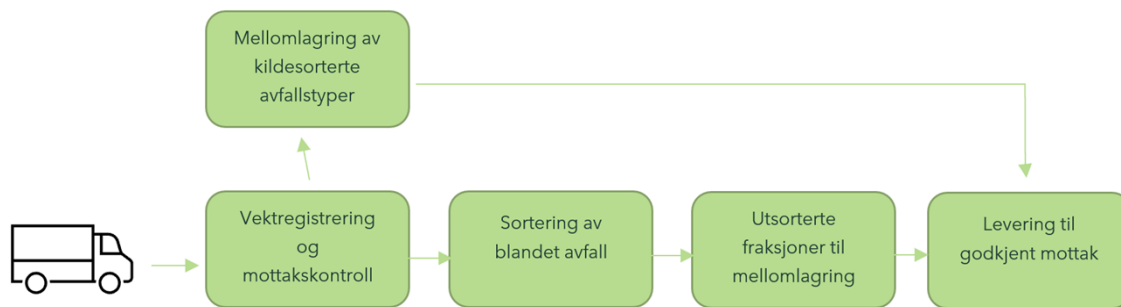 Mellomlagring av
kildesorterte
avfallstyper
Vektregistrering
og
mottakskontroll
Sortering av
blandet avfall
Utsorterte
fraksjoner til
mellomlagring
Levering til
godkjent mottak